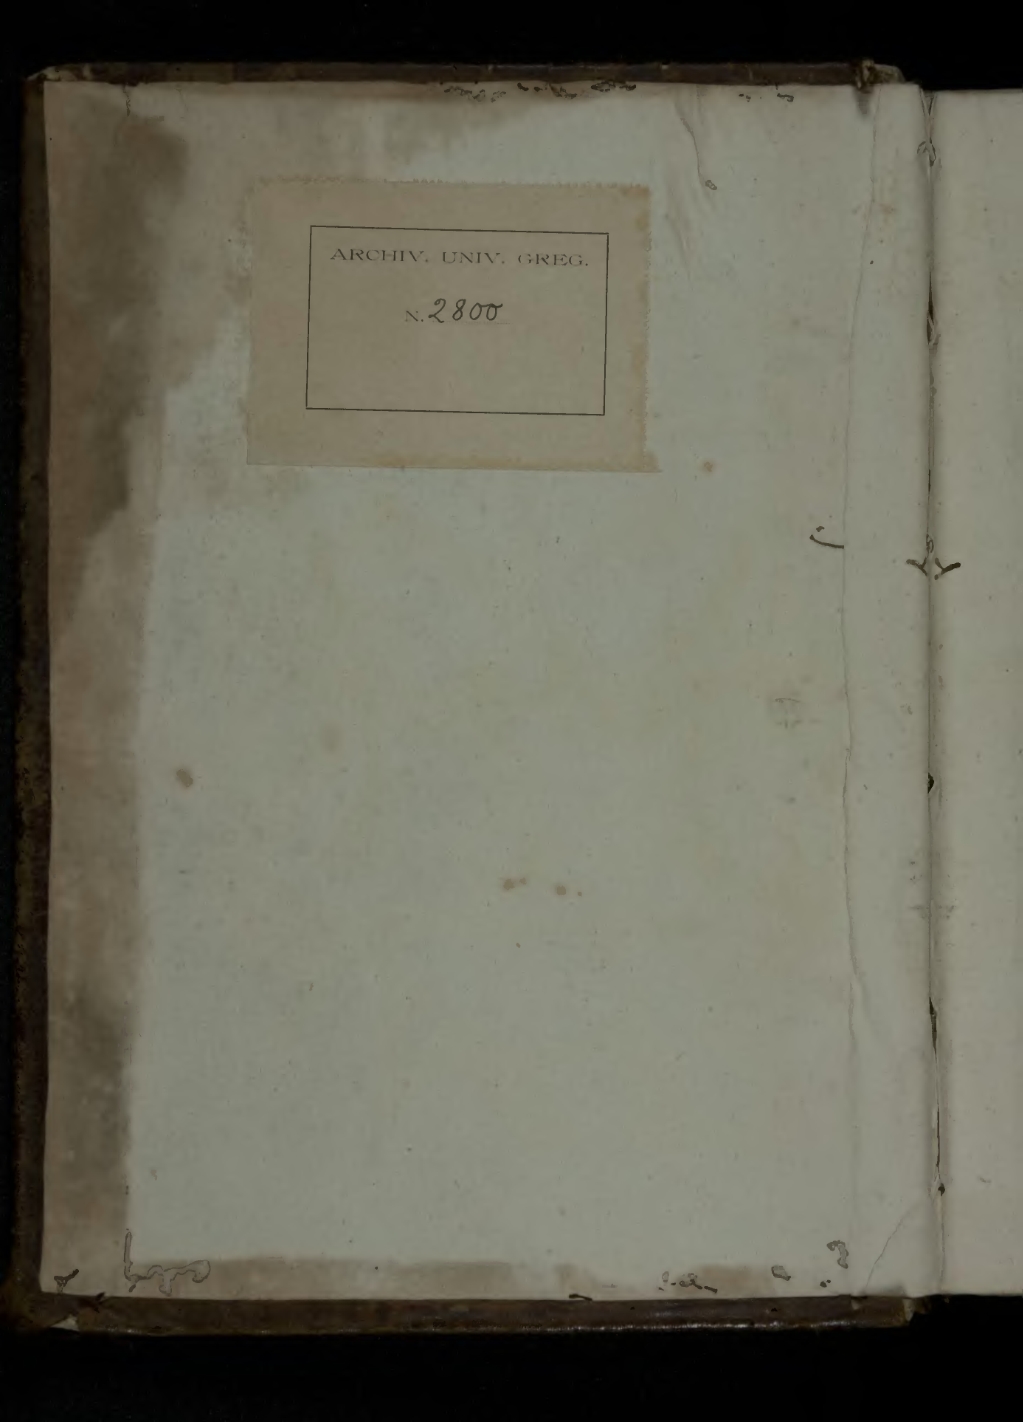 ARCHIV. UNIV. GREG.
N. 2800